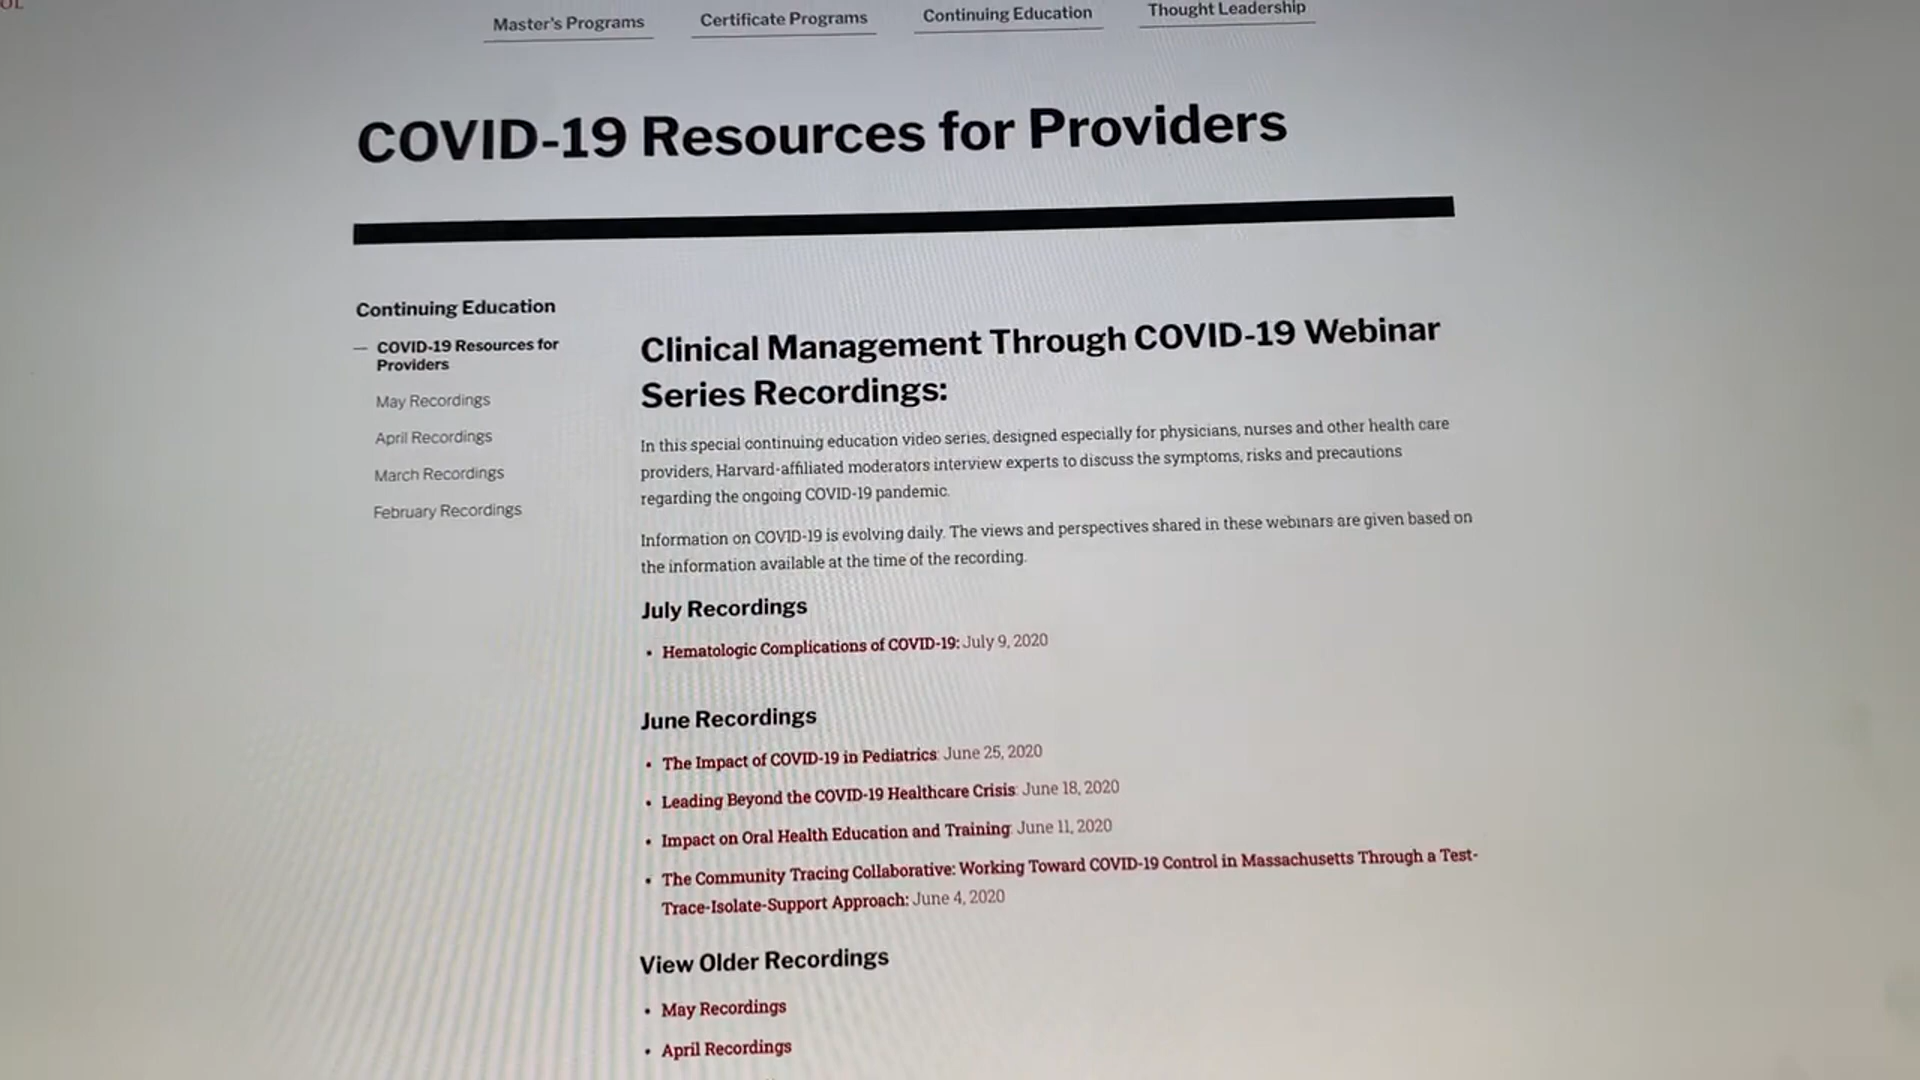 OL
Master's Programs
Certificate Programs
Continuing Education
Thought Leadership
COVID-19 Resources for Providers
Continuing Education
— COVID-19 Resources for
Providers
May Recordings
April Recordings
March Recordings
February Recordings
Clinical Management Through COVID-19 Webinar
Series Recordings:
In this special continuing education video series, designed especially for physicians, nurses and other health care
providers, Harvard-affiliated moderators interview experts to discuss the symptoms, risks and precautions
regarding the ongoing COVID-19 pandemic.
Information on COVID-19 is evolving daily. The views and perspectives shared in these webinars are given based on
the information available at the time of the recording.
July Recordings
• Hematologic Complications of COVID-19: July 9, 2020
June Recordings
• The Impact of COVID-19 in Pediatrics: June 25, 2020
• Leading Beyond the COVID-19 Healthcare Crisis: June 18, 2020
• Impact on Oral Health Education and Training: June 11, 2020
• The Community Tracing Collaborative: Working Toward COVID-19 Control in Massachusetts Through a Test-
Trace-Isolate-Support Approach: June 4, 2020
View Older Recordings
• May Recordings
• April Recordings